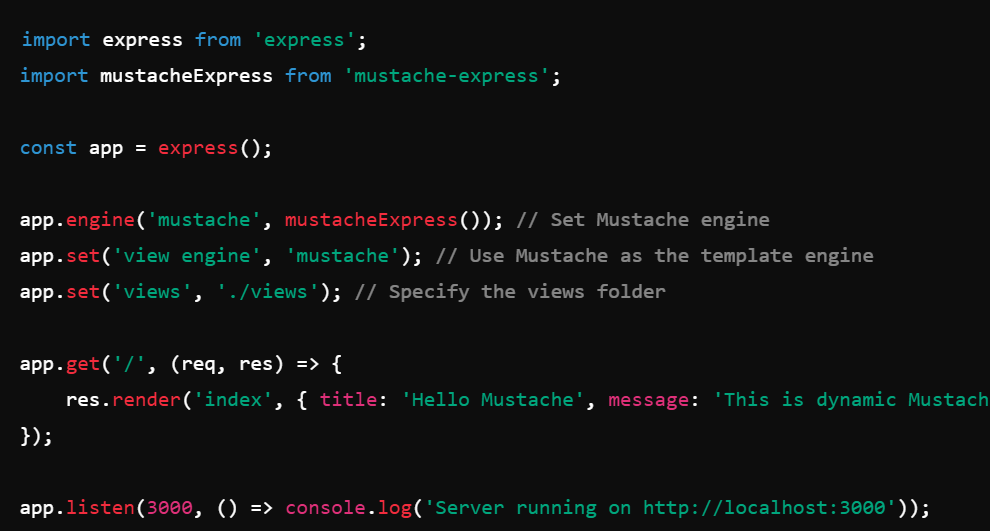 import express from 'express';
import mustacheExpress from 'mustache-express';
const app = express();
app.engine('mustache', mustacheExpress()); // Set Mustache engine
app.set('view engine', 'mustache'); // Use Mustache as the template engine
app.set('views', './views'); // Specify the views folder
app.get('/', (req, res) => {
    res.render('index', { title: 'Hello Mustache', message: 'This is dynamic Mustach
});
app.listen(3000, () => console.log('Server running on http://localhost:3000'));